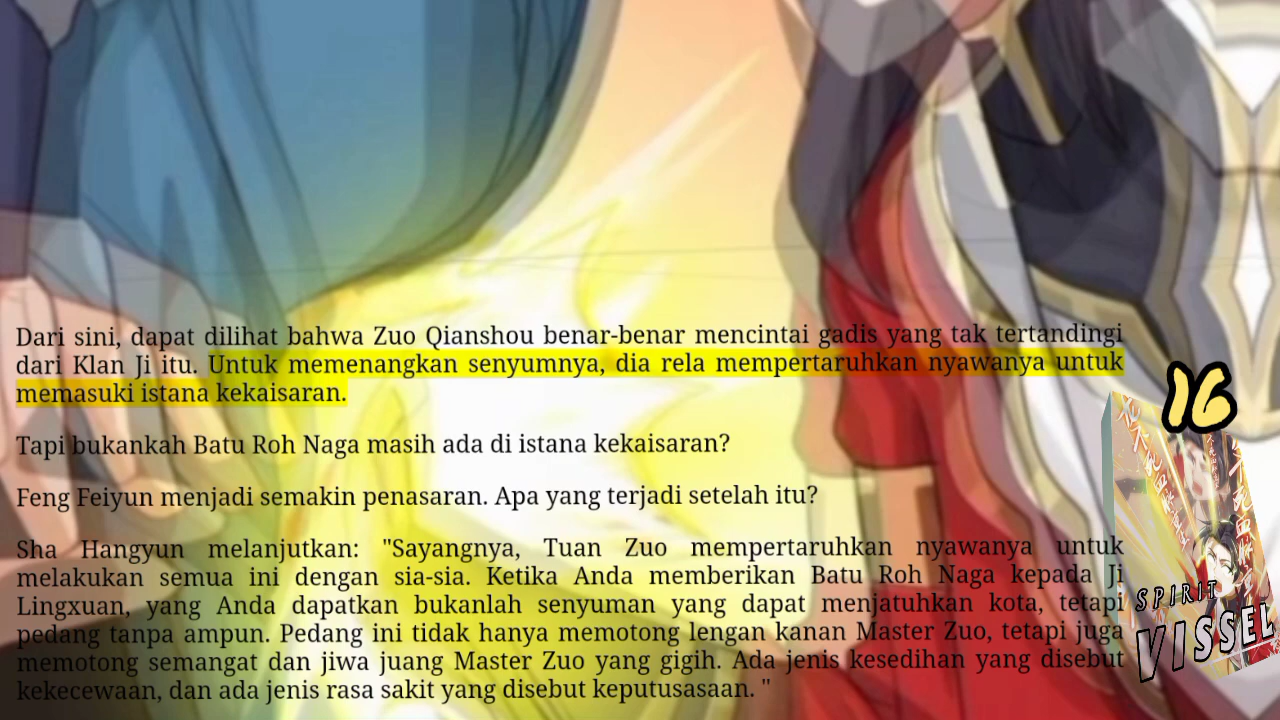 Dari sini, dapat dilihat bahwa Zuo Qianshou benar-benar mencintai gadis yang tak tertandingi
dari Klan Ji itu. Untuk memenangkan senyumnya, dia rela mempertaruhkan nyawanya untuk
memasuki istana kekaisaran.
Tapi bukankah Batu Roh Naga masih ada di istana kekaisaran?
Feng Feiyun menjadi semakin penasaran. Apa yang terjadi setelah itu?
Sha Hangyun melanjutkan: "Sayangnya, Tuan Zuo mempertaruhkan nyawanya untuk
melakukan semua ini dengan sia-sia. Ketika Anda memberikan Batu Roh Naga kepada Ji
Lingxuan, yang Anda dapatkan bukanlah senyuman yang dapat menjatuhkan kota, tetapi
pedang tanpa ampun. Pedang ini tidak hanya memotong lengan kanan Master Zuo, tetapi juga
memotong semangat dan jiwa juang Master Zuo yang gigih. Ada jenis kesedihan yang disebut
kekecewaan, dan ada jenis rasa sakit yang disebut keputusasaan. "
16
SPIRIT
VISSEL